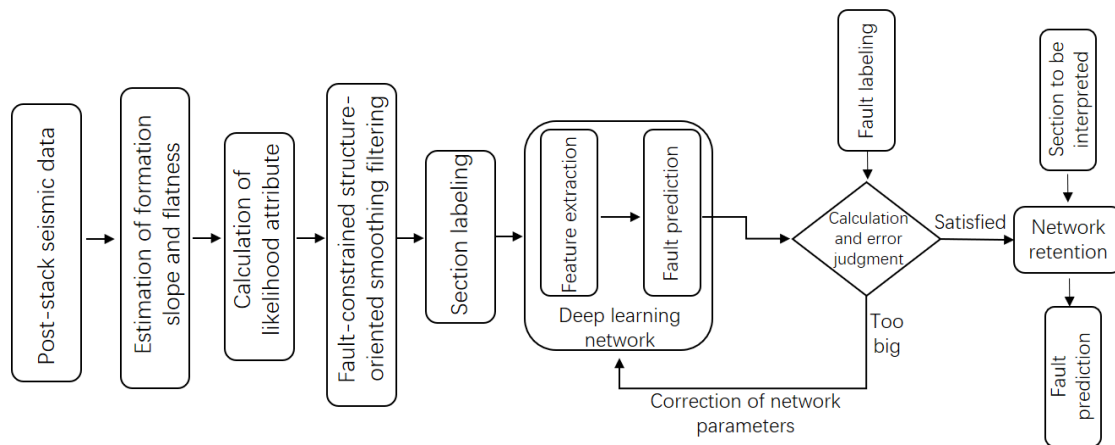 Post-stack seismic data
Estimation of formation
slope and flatness
Calculation of
likelihood attribute
Fault-constrained structure-
oriented smoothing filtering
Section labeling
Feature extraction
Fault prediction
Deep learning
network
Fault labeling
Calculation
and error
judgment
Satisfied
Too
big
Correction of network
parameters
Section to be
interpreted
Network
retention
Fault
prediction